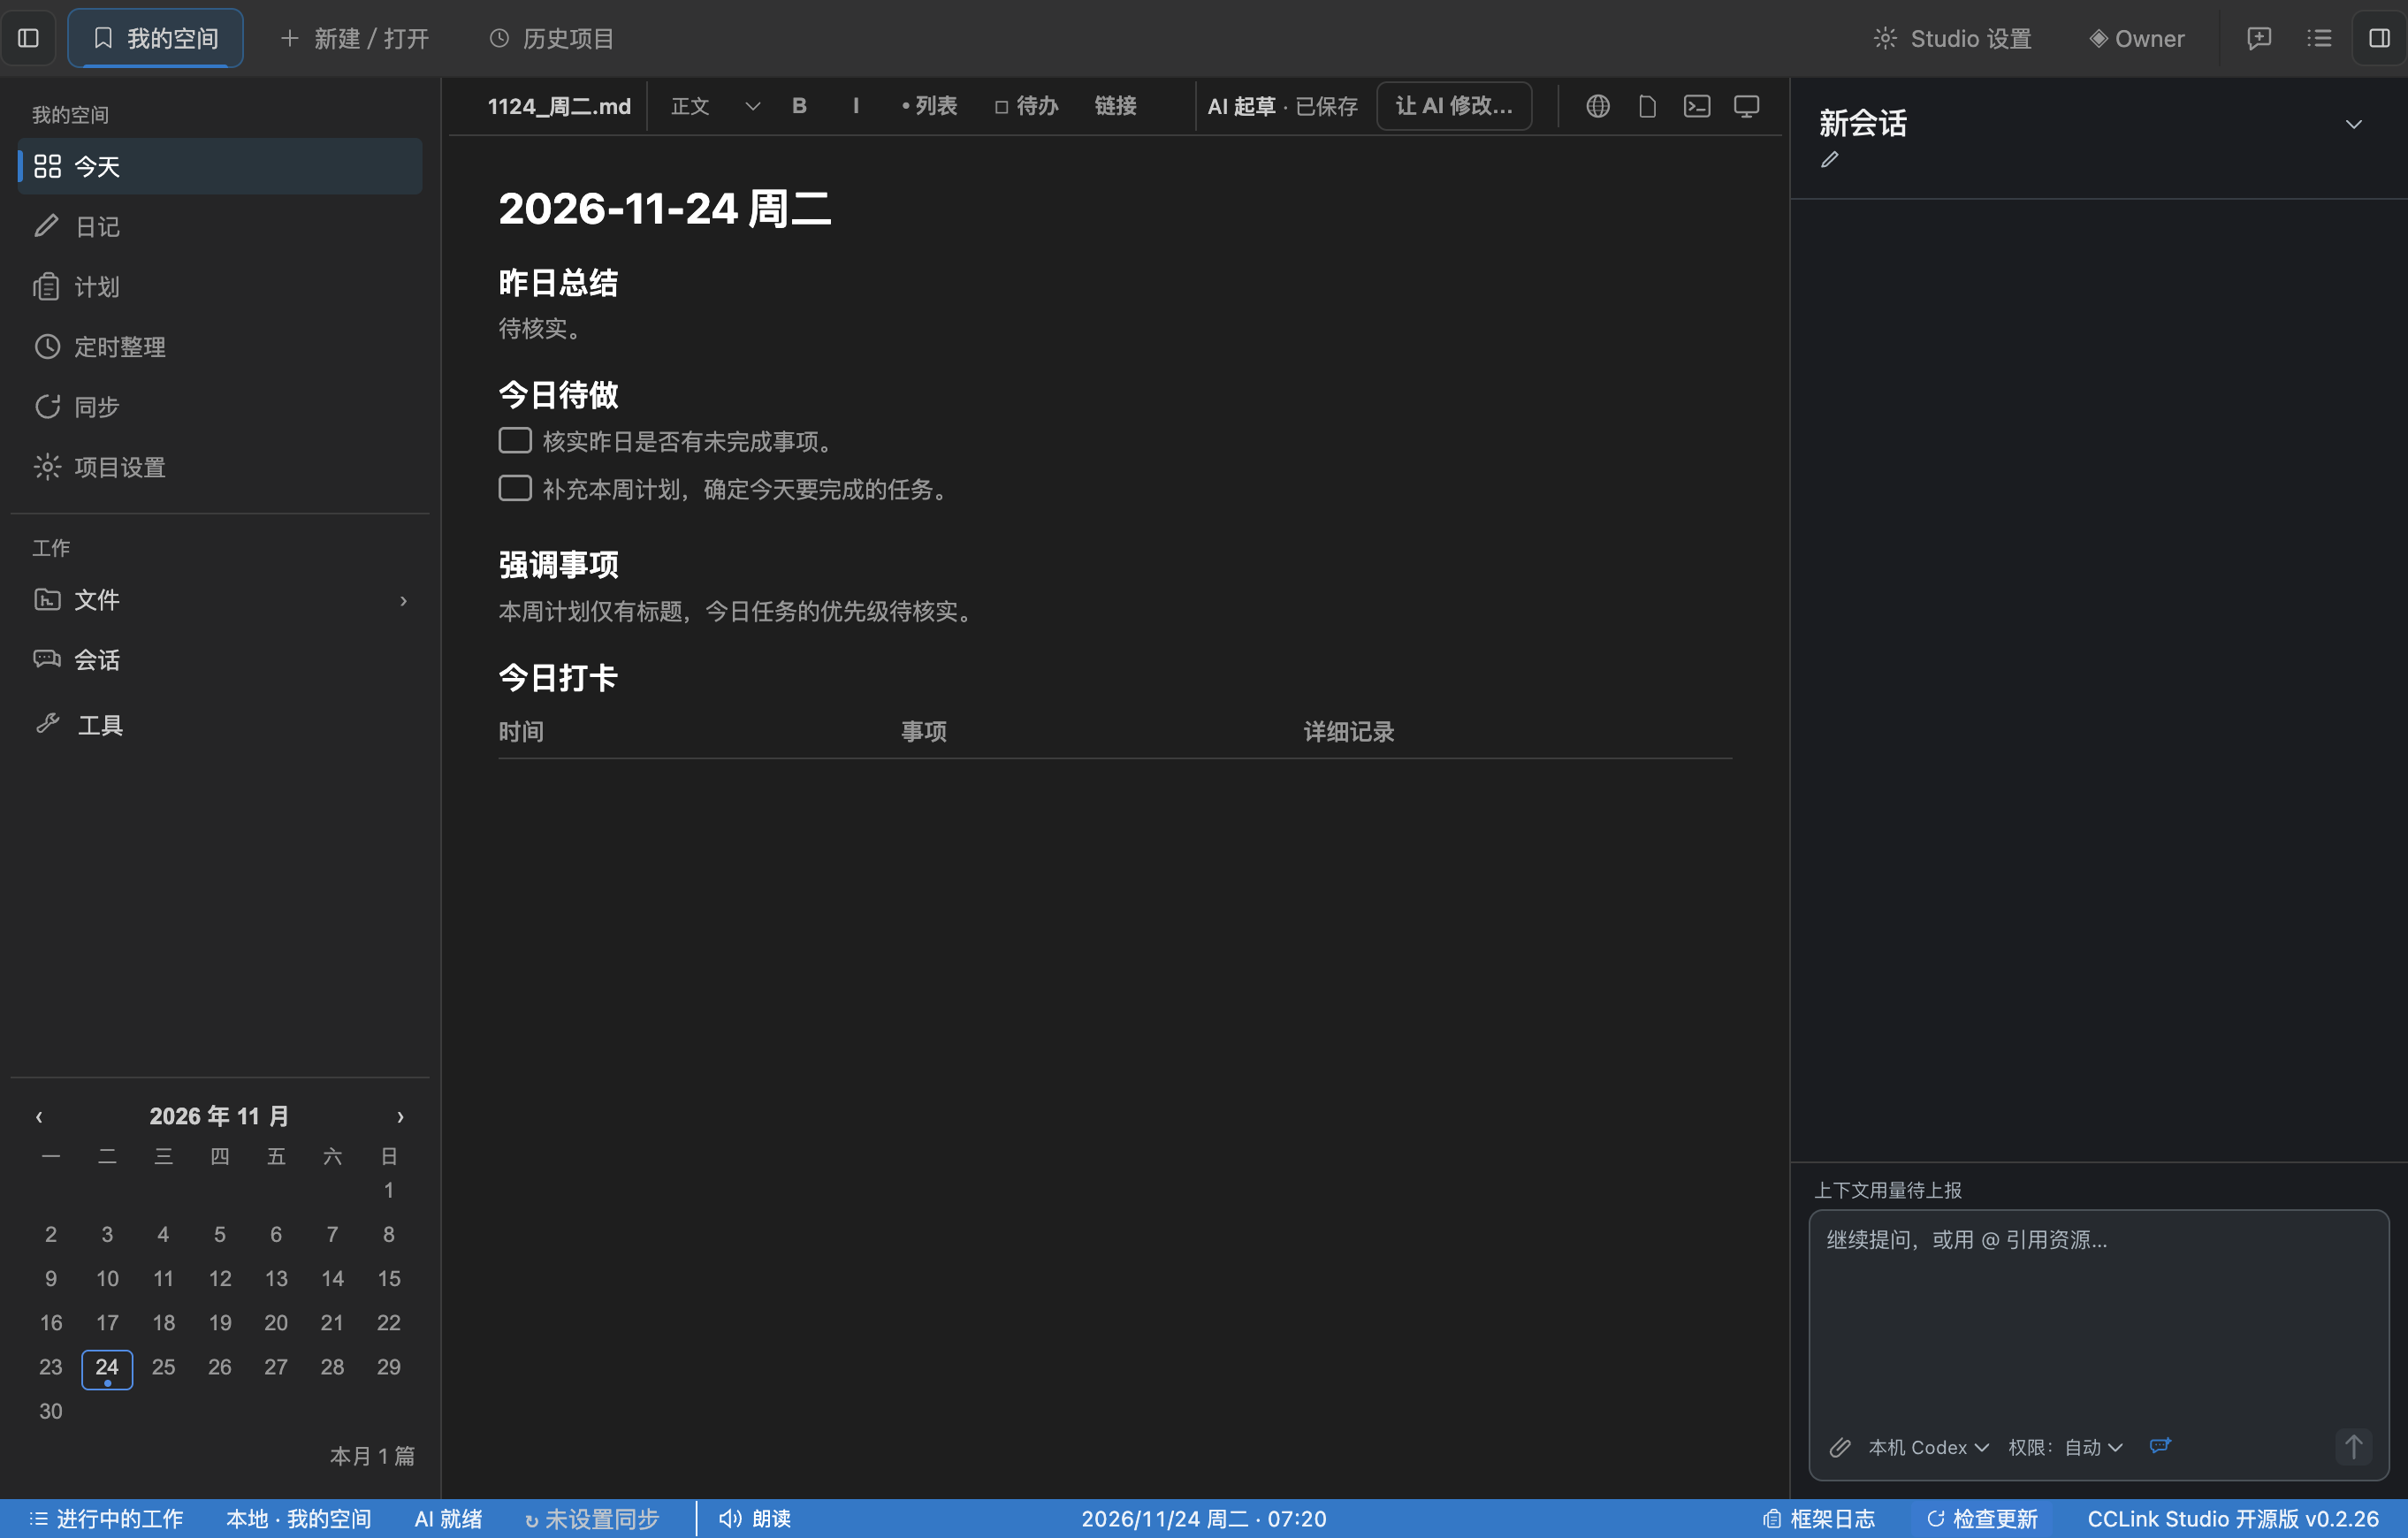 我的空间
新建 / 打开
历史项目
Studio 设置
Owner
我的空间
今天
日记
计划
定时整理
同步
项目设置
工作
文件
会话
工具
2026 年 11 月
一 二 三 四 五 六 日
1
2 3 4 5 6 7 8
9 10 11 12 13 14 15
16 17 18 19 20 21 22
23 24 25 26 27 28 29
30
本月 1 篇
1124_周二.md 正文 B I • 列表 □ 待办 链接 AI 起草 · 已保存 让 AI 修改...
2026-11-24 周二
昨日总结
待核实。
今日待做
核实昨日是否有未完成事项。
补充本周计划，确定今天要完成的任务。
强调事项
本周计划仅有标题，今日任务的优先级待核实。
今日打卡
时间 事项 详细记录
新会话
上下文用量待上报
继续提问，或用 @ 引用资源...
本机 Codex 权限：自动
进行中的工作 本地 · 我的空间 AI 就绪 未设置同步 朗读 2026/11/24 周二 · 07:20 框架日志 检查更新 CCLink Studio 开源版 v0.2.26